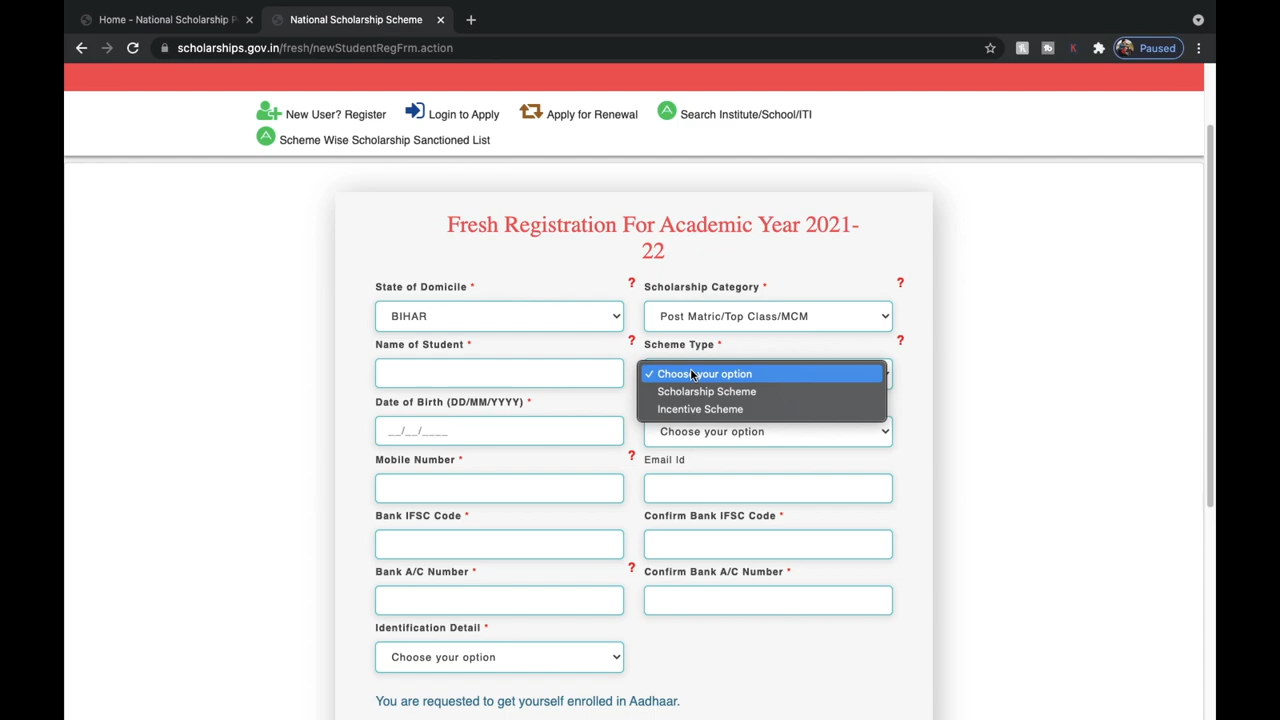 Home - National Scholarship P
National Scholarship Scheme
scholarships.gov.in/fresh/newStudentRegFrm.action
Paused
New User? Register
Login to Apply
Apply for Renewal
Search Institute/School/ITI
Scheme Wise Scholarship Sanctioned List
Fresh Registration For Academic Year 2021-
22
State of Domicile * ?
Scholarship Category * ?
BIHAR
Post Matric/Top Class/MCM
Name of Student * ?
Scheme Type * ?
✓ Choose your option
Scholarship Scheme
Incentive Scheme
Date of Birth (DD/MM/YYYY) *
__/__/____
Choose your option
Mobile Number * ?
Email Id
Bank IFSC Code *
Confirm Bank IFSC Code *
Bank A/C Number * ?
Confirm Bank A/C Number *
Identification Detail *
Choose your option
You are requested to get yourself enrolled in Aadhaar.